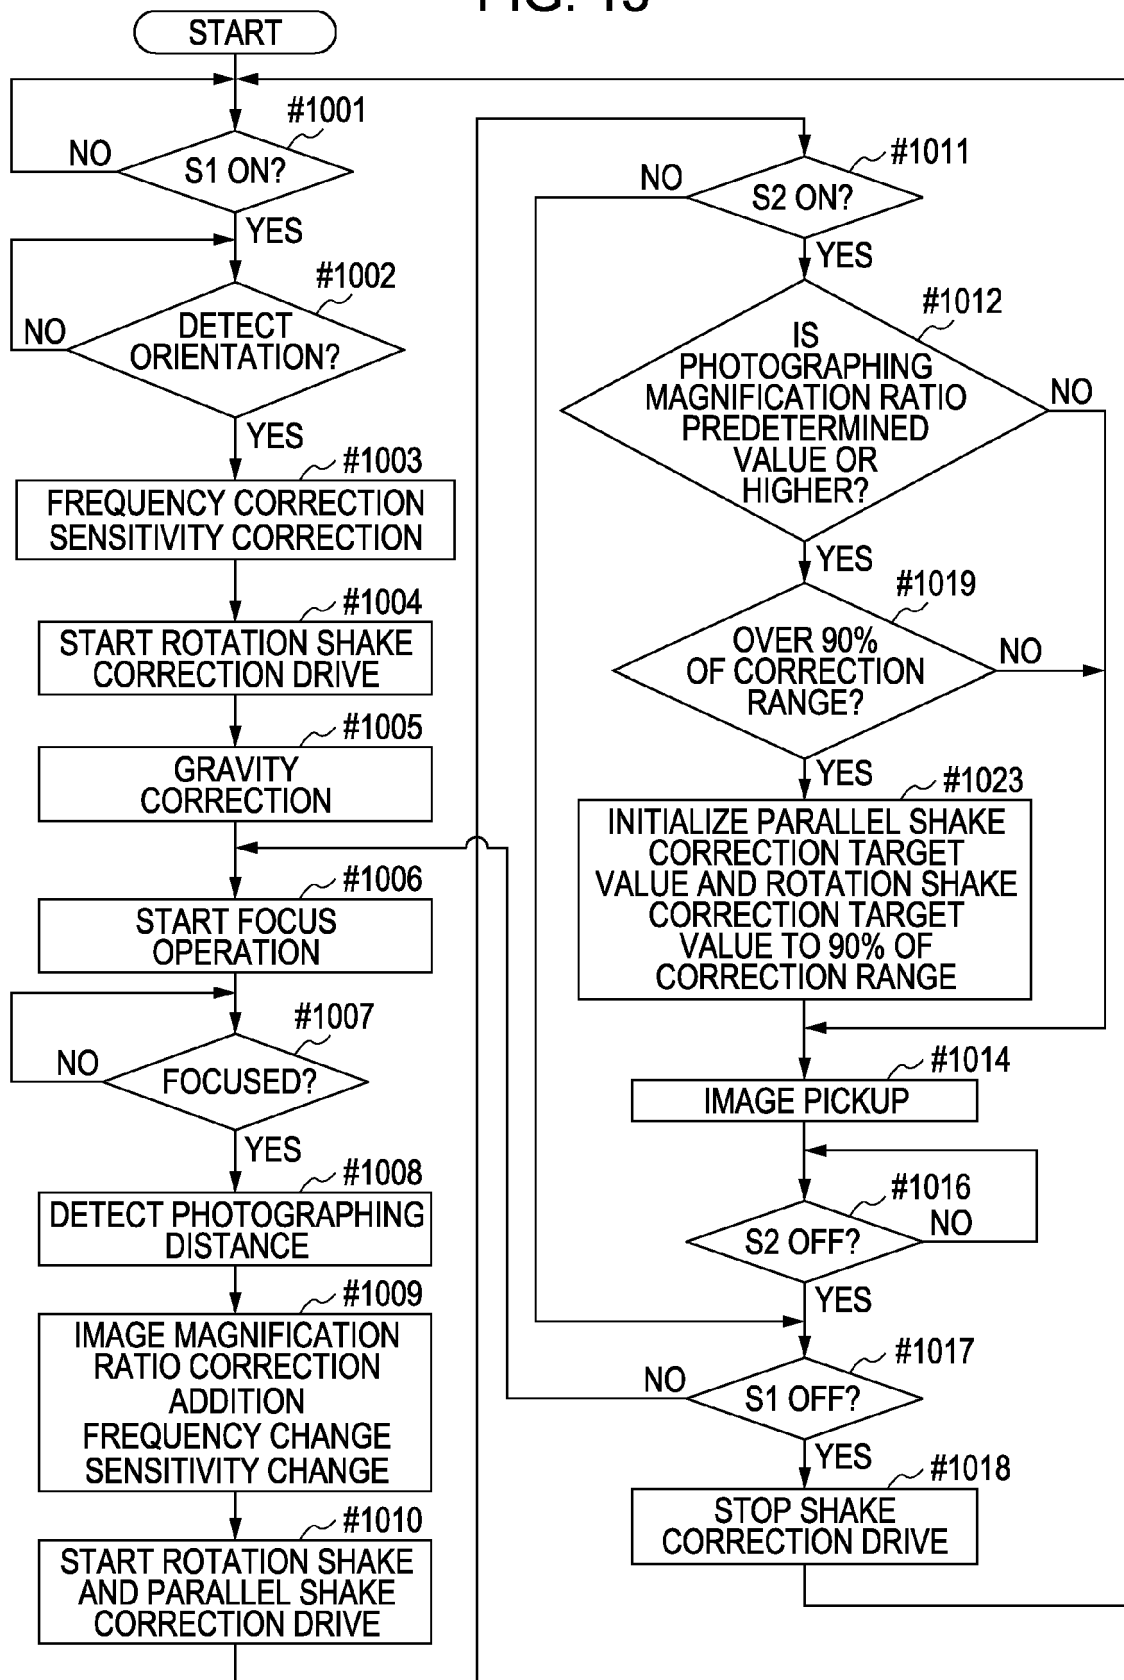 START
#1001
S1 ON?
NO
YES
#1002
DETECT
ORIENTATION?
NO
YES
#1003
FREQUENCY CORRECTION
SENSITIVITY CORRECTION
#1004
START ROTATION SHAKE
CORRECTION DRIVE
#1005
GRAVITY
CORRECTION
#1006
START FOCUS
OPERATION
#1007
NO
FOCUSED?
YES
#1008
DETECT PHOTOGRAPHING
DISTANCE
#1009
IMAGE MAGNIFICATION
RATIO CORRECTION
ADDITION
FREQUENCY CHANGE
SENSITIVITY CHANGE
#1010
START ROTATION SHAKE
AND PARALLEL SHAKE
CORRECTION DRIVE
#1011
NO
S2 ON?
YES
#1012
IS
PHOTOGRAPHING
MAGNIFICATION RATIO
PREDETERMINED
VALUE OR
HIGHER?
NO
YES
#1019
OVER 90%
OF CORRECTION
RANGE?
NO
YES
#1023
INITIALIZE PARALLEL SHAKE
CORRECTION TARGET
VALUE AND ROTATION SHAKE
CORRECTION TARGET
VALUE TO 90% OF
CORRECTION RANGE
#1014
IMAGE PICKUP
#1016
S2 OFF?
NO
YES
#1017
NO
S1 OFF?
YES
#1018
STOP SHAKE
CORRECTION DRIVE